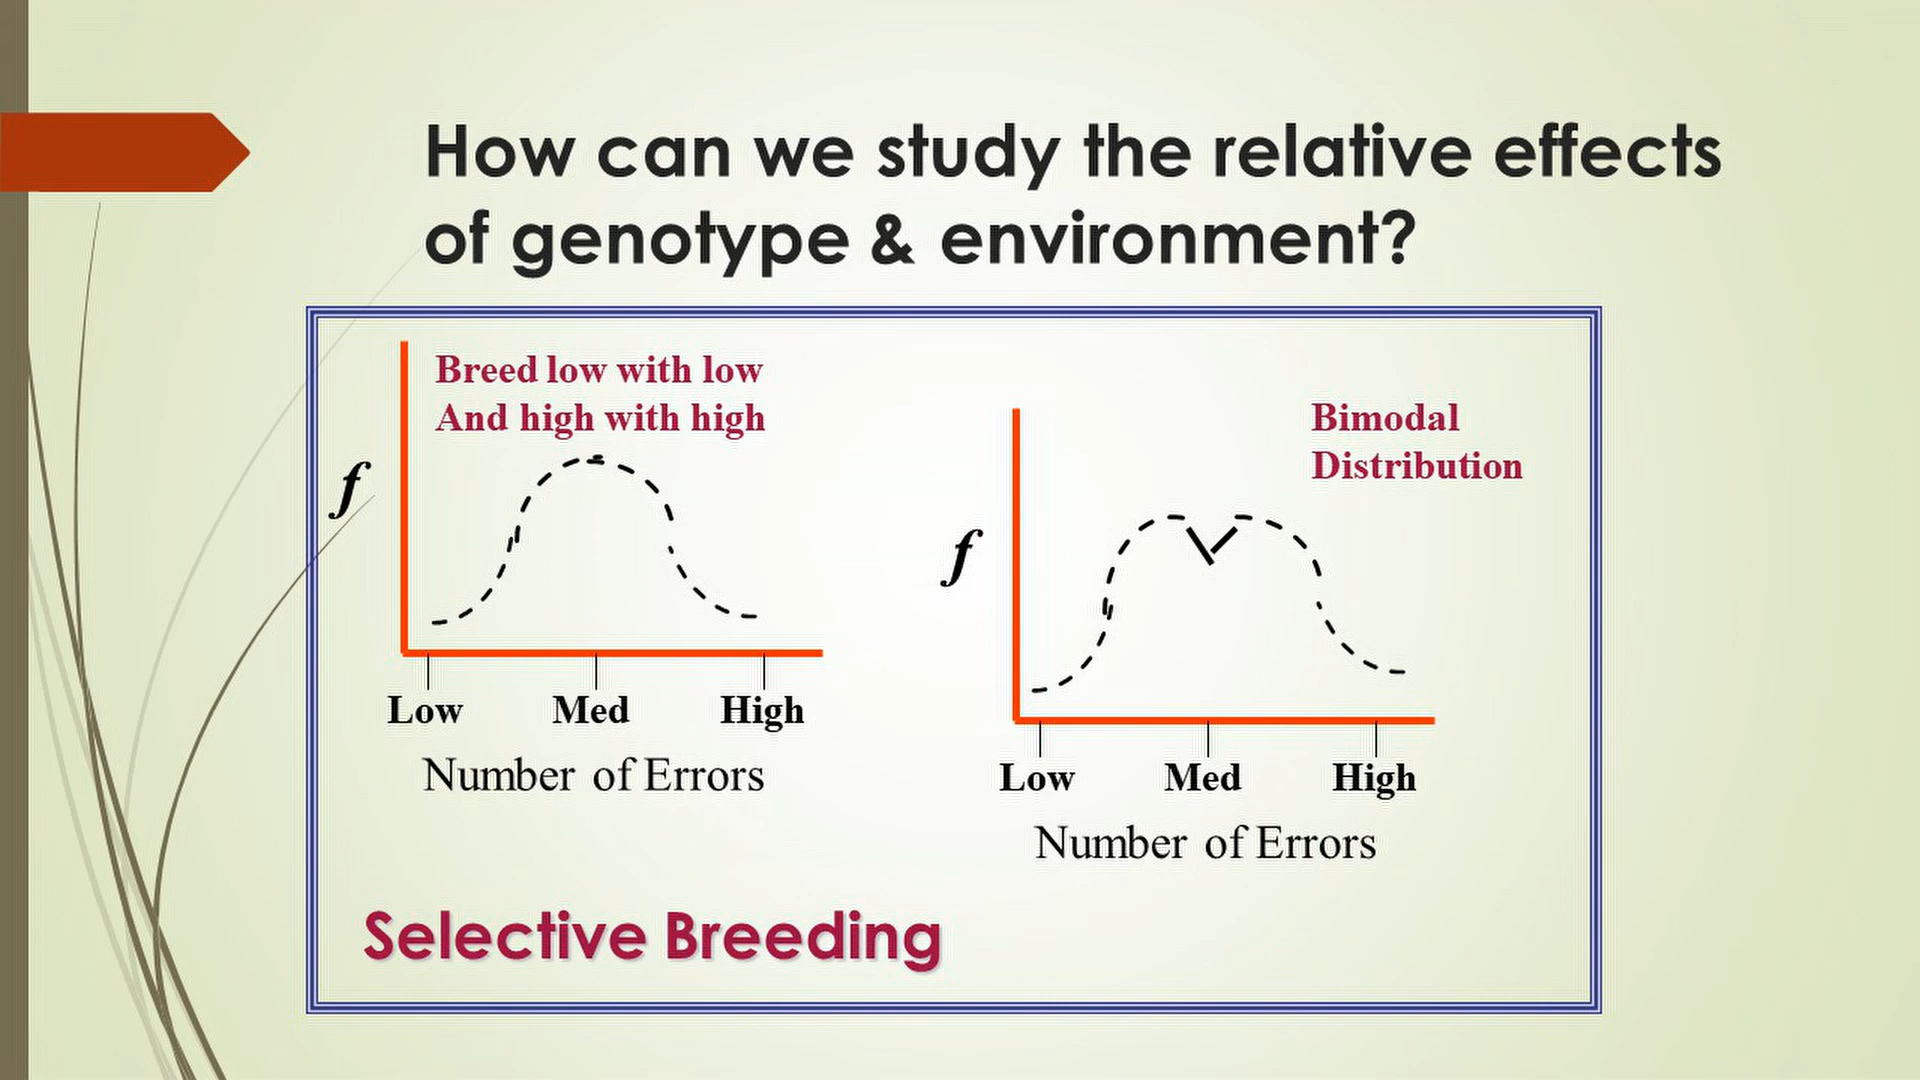 How can we study the relative effects
of genotype & environment?
Breed low with low
And high with high
f
Low Med High
Number of Errors
Bimodal
Distribution
f
Low Med High
Number of Errors
Selective Breeding